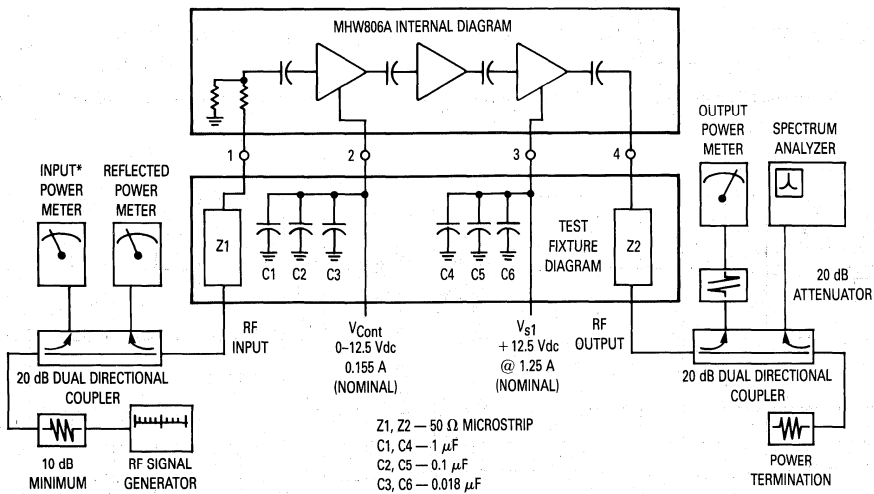 MHW806A INTERNAL DIAGRAM
1
2
3
4
INPUT*
POWER
METER
REFLECTED
POWER
METER
OUTPUT
POWER
METER
SPECTRUM
ANALYZER
Z1
C1
C2
C3
C4
C5
C6
TEST
FIXTURE
DIAGRAM
Z2
20 dB
ATTENUATOR
RF
INPUT
VCont
0–12.5 Vdc
0.155 A
(NOMINAL)
Vs1
+ 12.5 Vdc
@ 1.25 A
(NOMINAL)
RF
OUTPUT
20 dB DUAL DIRECTIONAL
COUPLER
20 dB DUAL DIRECTIONAL
COUPLER
10 dB
MINIMUM
RF SIGNAL
GENERATOR
Z1, Z2 — 50 Ω MICROSTRIP
C1, C4 — 1 μF
C2, C5 — 0.1 μF
C3, C6 — 0.018 μF
POWER
TERMINATION